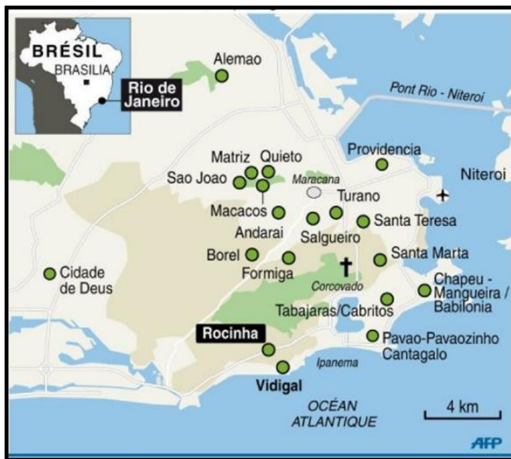 BRÉSIL
BRASILIA
Rio de
Janeiro
Alemao
Pont Rio - Niteroi
Matriz
Quieto
Providencia
Sao Joao
Maracana
Niteroi
Turano
Macacos
Santa Teresa
Andarai
Salgueiro
Borel
Santa Marta
Formiga
Cidade
de Deus
Corcovado
Chapeu -
Mangueira /
Babilonia
Tabajaras/Cabritos
Rocinha
Pavao-Pavaozinho
Cantagalo
Vidigal
Ipanema
OCÉAN
ATLANTIQUE
4 km
AFP